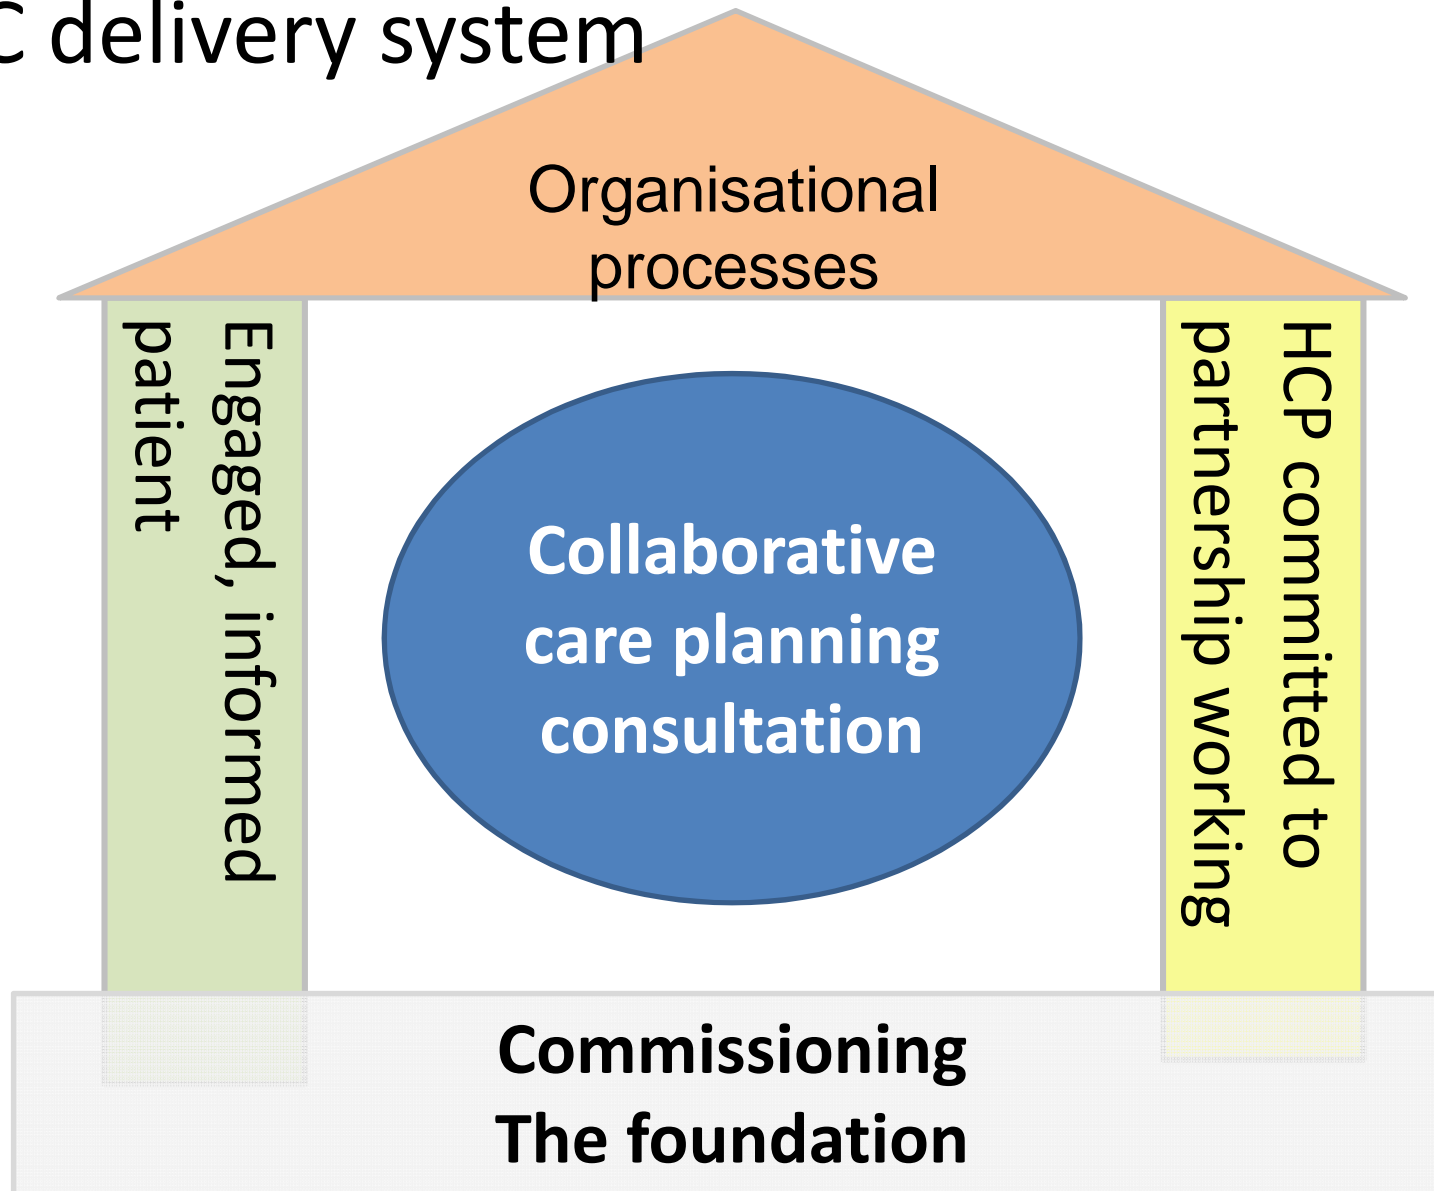 C delivery system
Organisational
processes
Engaged, informed
patient
Collaborative
care planning
consultation
HCP committed to
partnership working
Commissioning
The foundation